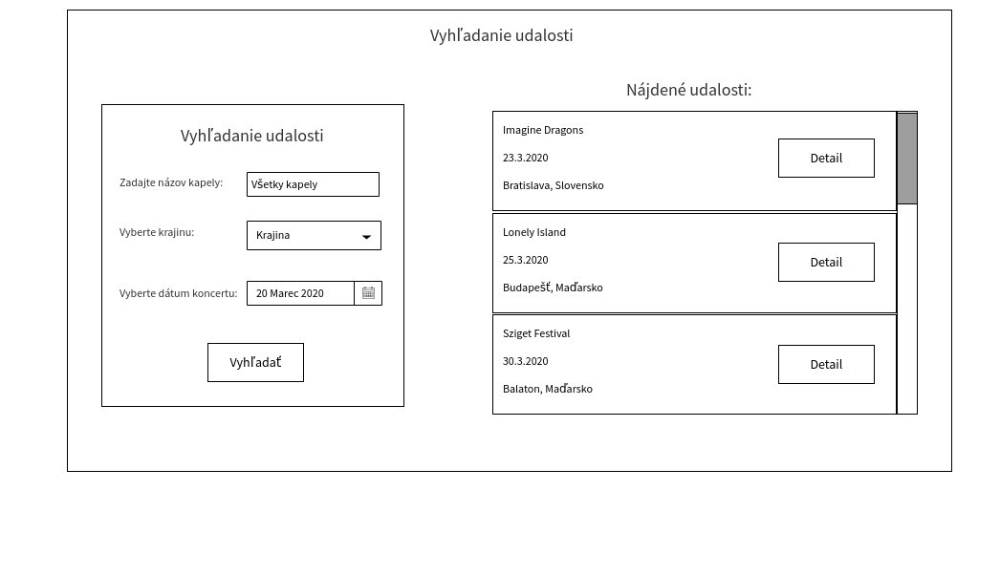 Vyhľadanie udalosti
Vyhľadanie udalosti
Zadajte názov kapely:
Všetky kapely
Vyberte krajinu:
Krajina
Vyberte dátum koncertu:
20 Marec 2020
Vyhľadať
Nájdené udalosti:
Imagine Dragons
23.3.2020
Bratislava, Slovensko
Detail
Lonely Island
25.3.2020
Budapešť, Maďarsko
Detail
Sziget Festival
30.3.2020
Balaton, Maďarsko
Detail